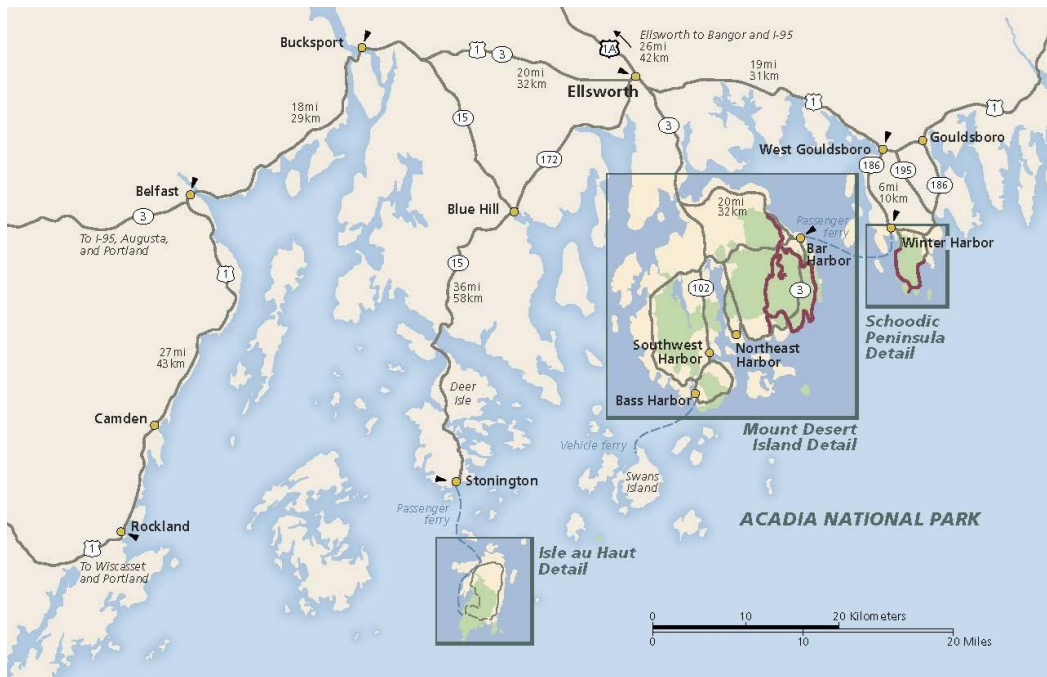 Bucksport
1
3
20mi
32km
1A
Ellsworth to Bangor and I-95
26mi
42km
Ellsworth
19mi
31km
1
1
Gouldsboro
West Gouldsboro
186
195
186
6mi
10km
Winter Harbor
18mi
29km
15
172
3
Belfast
3
To I-95, Augusta,
and Portland
1
Blue Hill
15
36mi
58km
20mi
32km
Passenger
ferry
Bar
Harbor
102
3
Southwest
Harbor
Northeast
Harbor
Bass Harbor
Schoodic
Peninsula
Detail
Mount Desert
Island Detail
27mi
43km
Camden
Deer
Isle
Vehicle ferry
Swans
Island
Stonington
Passenger
ferry
Rockland
1
To Wiscasset
and Portland
Isle au Haut
Detail
ACADIA NATIONAL PARK
0
10
20 Kilometers
0
10
20 Miles